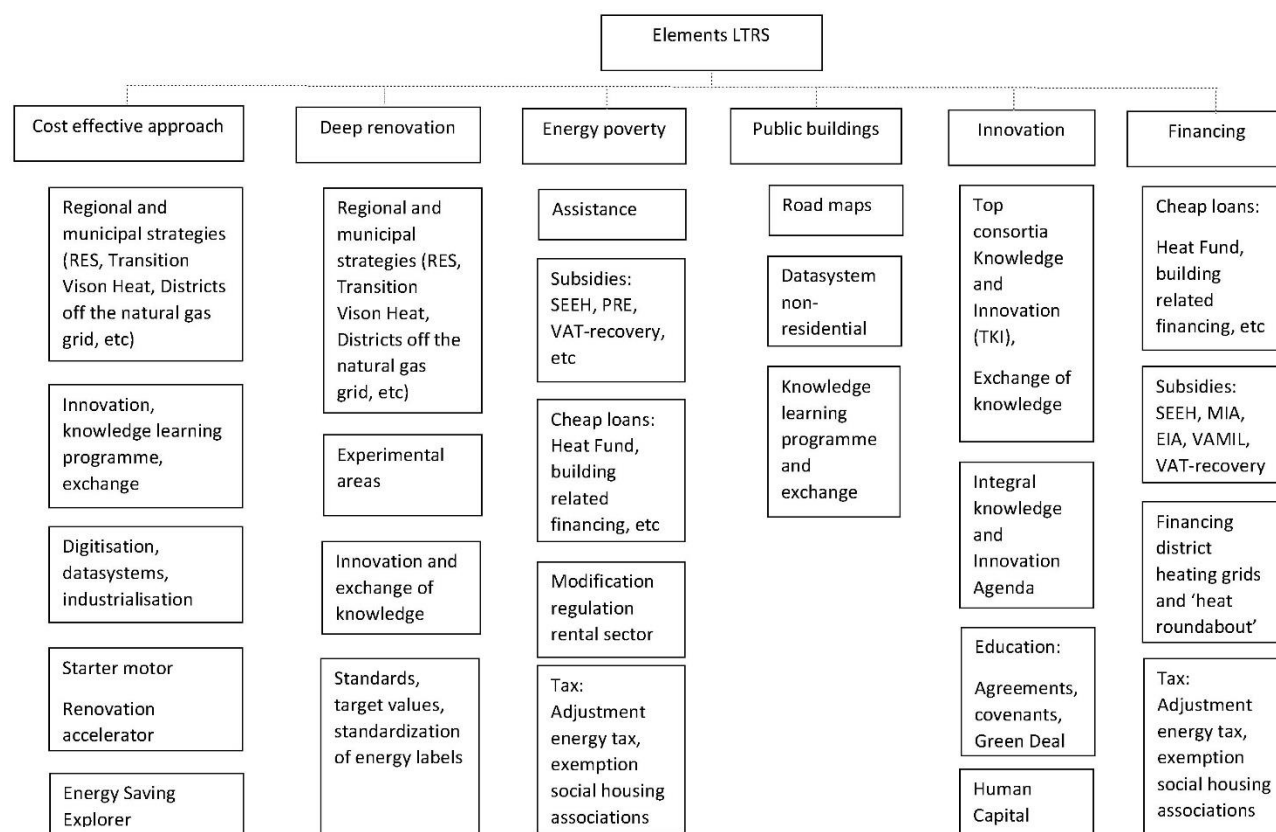 Elements LTRS
Cost effective approach
Deep renovation
Energy poverty
Public buildings
Innovation
Financing
Regional and
municipal strategies
(RES, Transition
Vison Heat, Districts
off the natural gas
grid, etc)
Innovation,
knowledge learning
programme,
exchange
Digitisation,
datasystems,
industrialisation
Starter motor
Renovation
accelerator
Energy Saving
Explorer
Regional and
municipal
strategies (RES,
Transition
Vison Heat,
Districts off the
natural gas
grid, etc)
Experimental
areas
Innovation and
exchange of
knowledge
Standards,
target values,
standardization
of energy labels
Assistance
Subsidies:
SEEH, PRE,
VAT-recovery,
etc
Cheap loans:
Heat Fund,
building
related
financing, etc
Modification
regulation
rental sector
Tax:
Adjustment
energy tax,
exemption
social housing
associations
Road maps
Datasystem
non-
residential
Knowledge
learning
programme
and
exchange
Top
consortia
Knowledge
and
Innovation
(TKI),
Exchange of
knowledge
Integral
knowledge
and
Innovation
Agenda
Education:
Agreements,
covenants,
Green Deal
Human
Capital
Cheap loans:
Heat Fund,
building
related
financing, etc
Subsidies:
SEEH, MIA,
EIA, VAMIL,
VAT-recovery
Financing
district
heating grids
and ‘heat
roundabout’
Tax:
Adjustment
energy tax,
exemption
social housing
associations